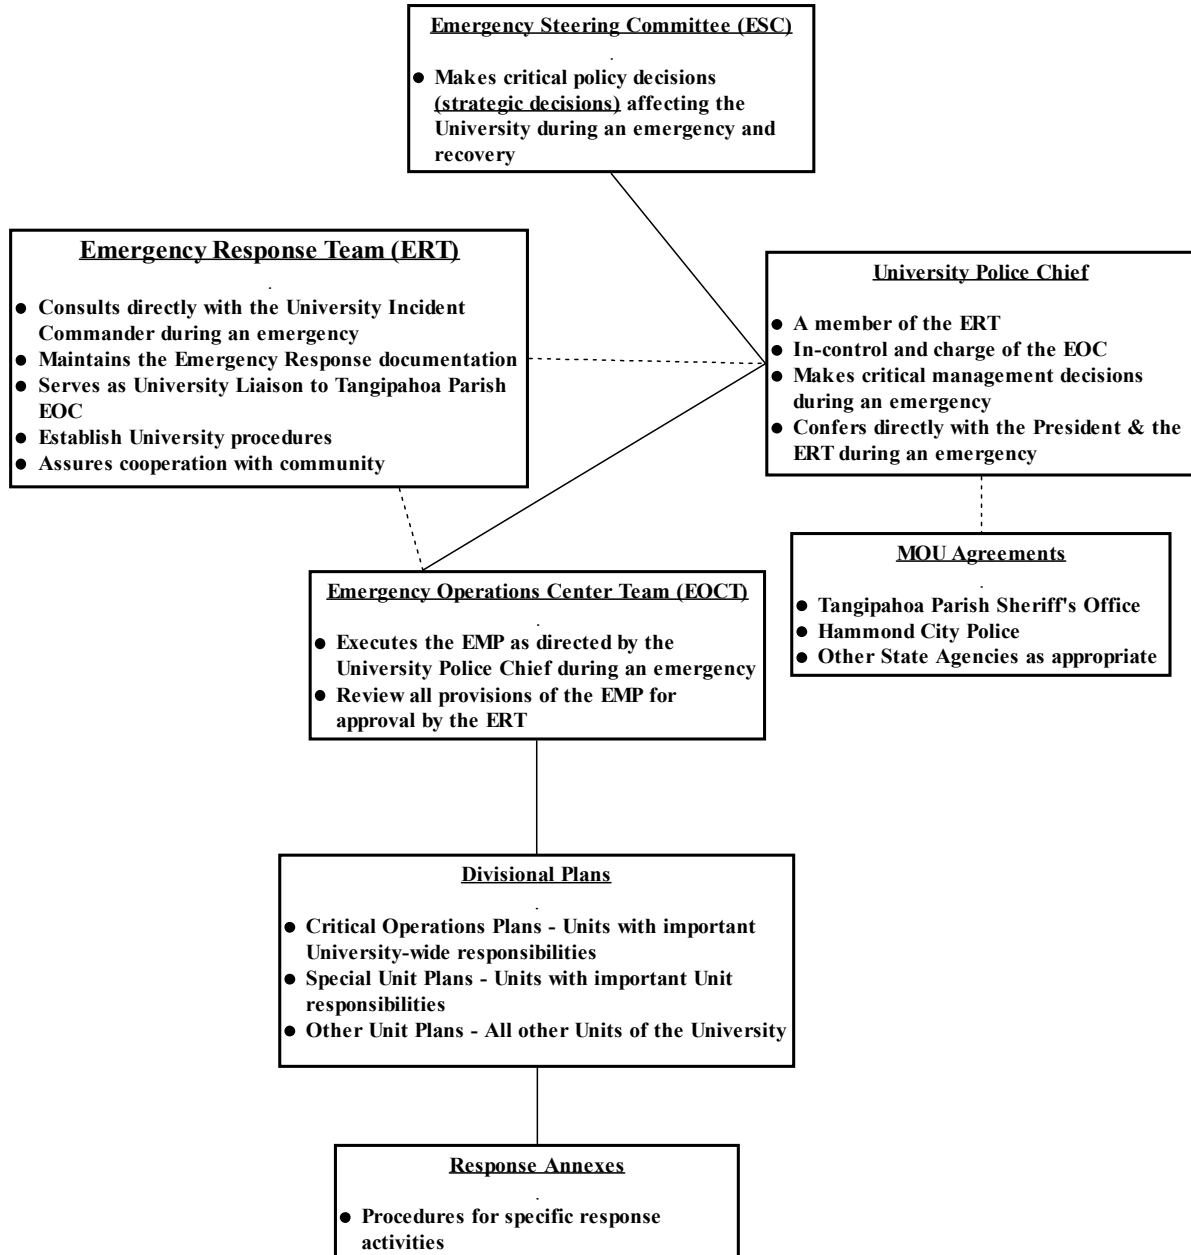 Emergency Steering Committee (ESC)
.
● Makes critical policy decisions
(strategic decisions) affecting the
University during an emergency and
recovery
Emergency Response Team (ERT)
.
● Consults directly with the University Incident
Commander during an emergency
● Maintains the Emergency Response documentation
● Serves as University Liaison to Tangipahoa Parish
EOC
● Establish University procedures
● Assures cooperation with community
University Police Chief
.
● A member of the ERT
● In-control and charge of the EOC
● Makes critical management decisions
during an emergency
● Confers directly with the President & the
ERT during an emergency
MOU Agreements
.
● Tangipahoa Parish Sheriff's Office
● Hammond City Police
● Other State Agencies as appropriate
Emergency Operations Center Team (EOCT)
.
● Executes the EMP as directed by the
University Police Chief during an emergency
● Review all provisions of the EMP for
approval by the ERT
Divisional Plans
.
● Critical Operations Plans - Units with important
University-wide responsibilities
● Special Unit Plans - Units with important Unit
responsibilities
● Other Unit Plans - All other Units of the University
Response Annexes
.
● Procedures for specific response
activities